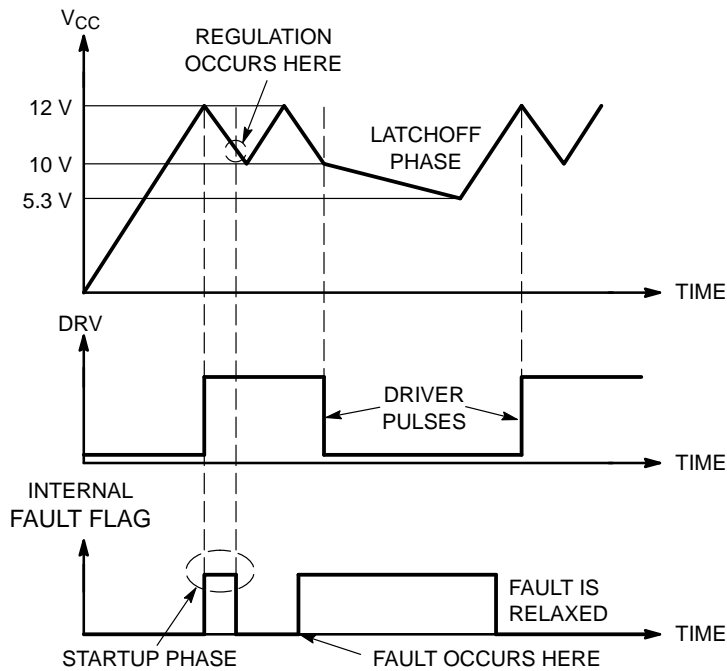 VCC
REGULATION
OCCURS HERE
12 V
LATCHOFF
PHASE
10 V
5.3 V
TIME
DRV
DRIVER
PULSES
TIME
INTERNAL
FAULT FLAG
FAULT IS
RELAXED
TIME
STARTUP PHASE
FAULT OCCURS HERE